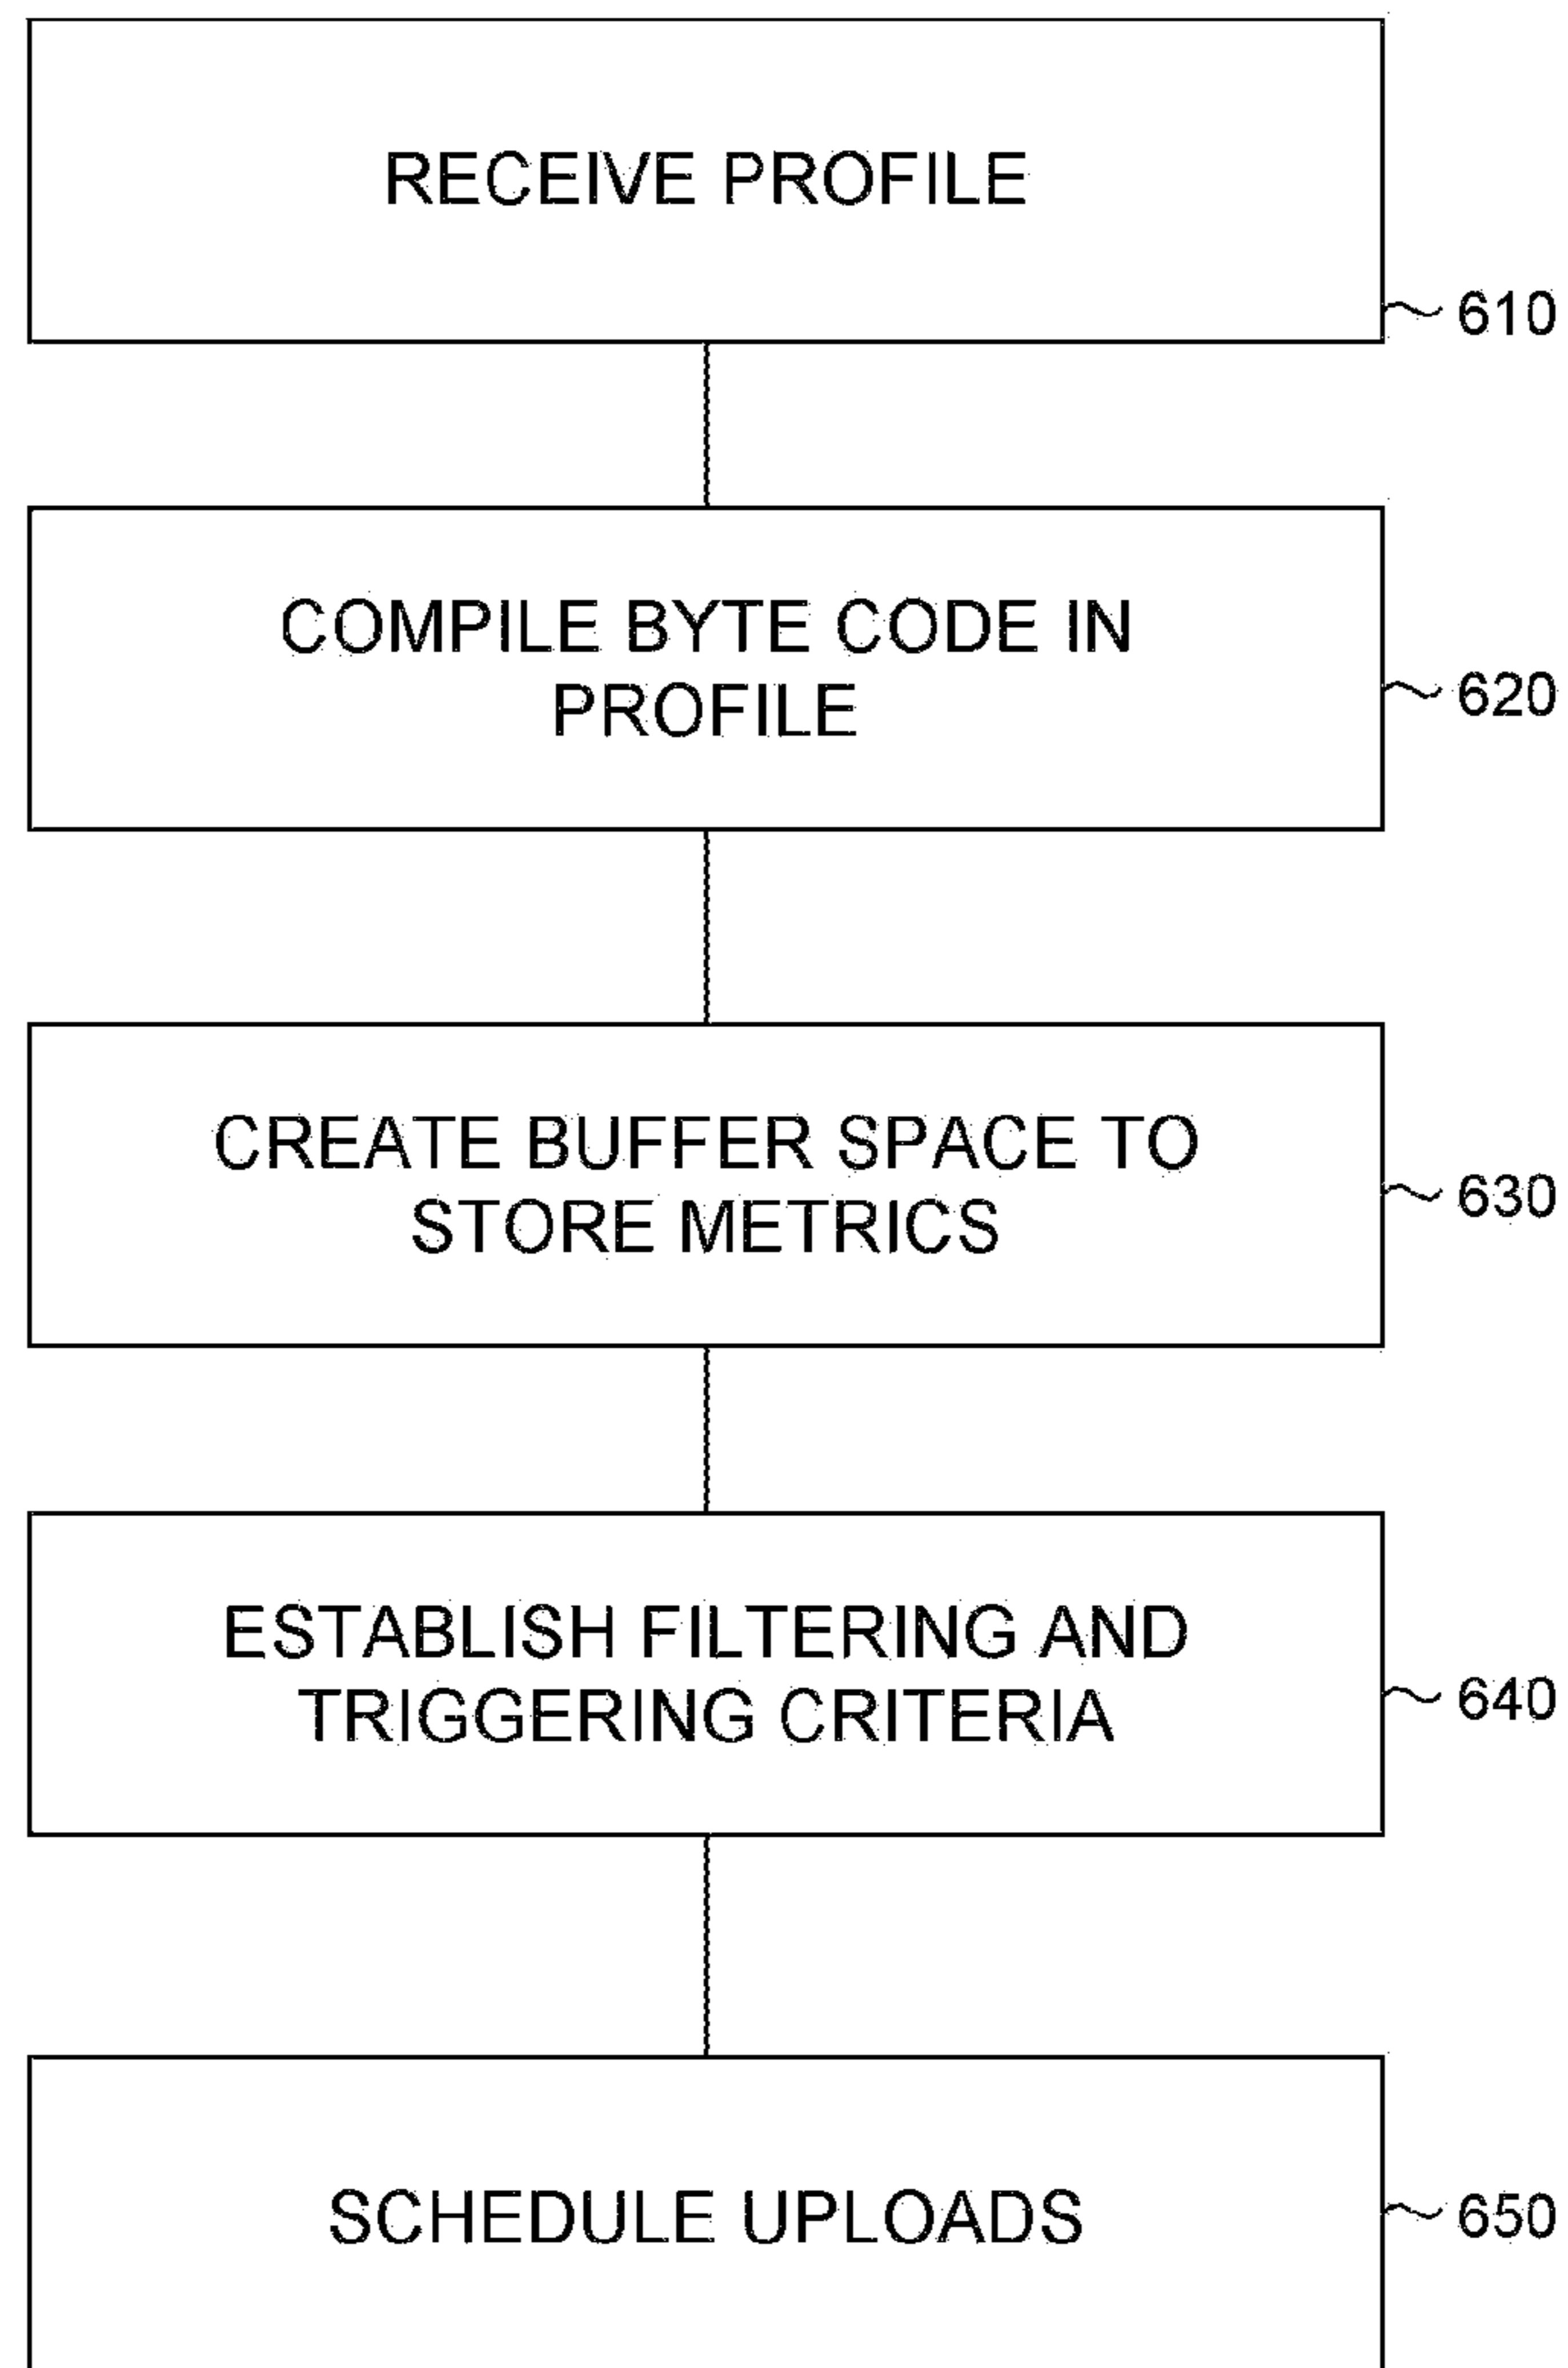 RECEIVE PROFILE
610
COMPILE BYTE CODE IN
PROFILE
620
CREATE BUFFER SPACE TO
STORE METRICS
630
ESTABLISH FILTERING AND
TRIGGERING CRITERIA
640
SCHEDULE UPLOADS
650